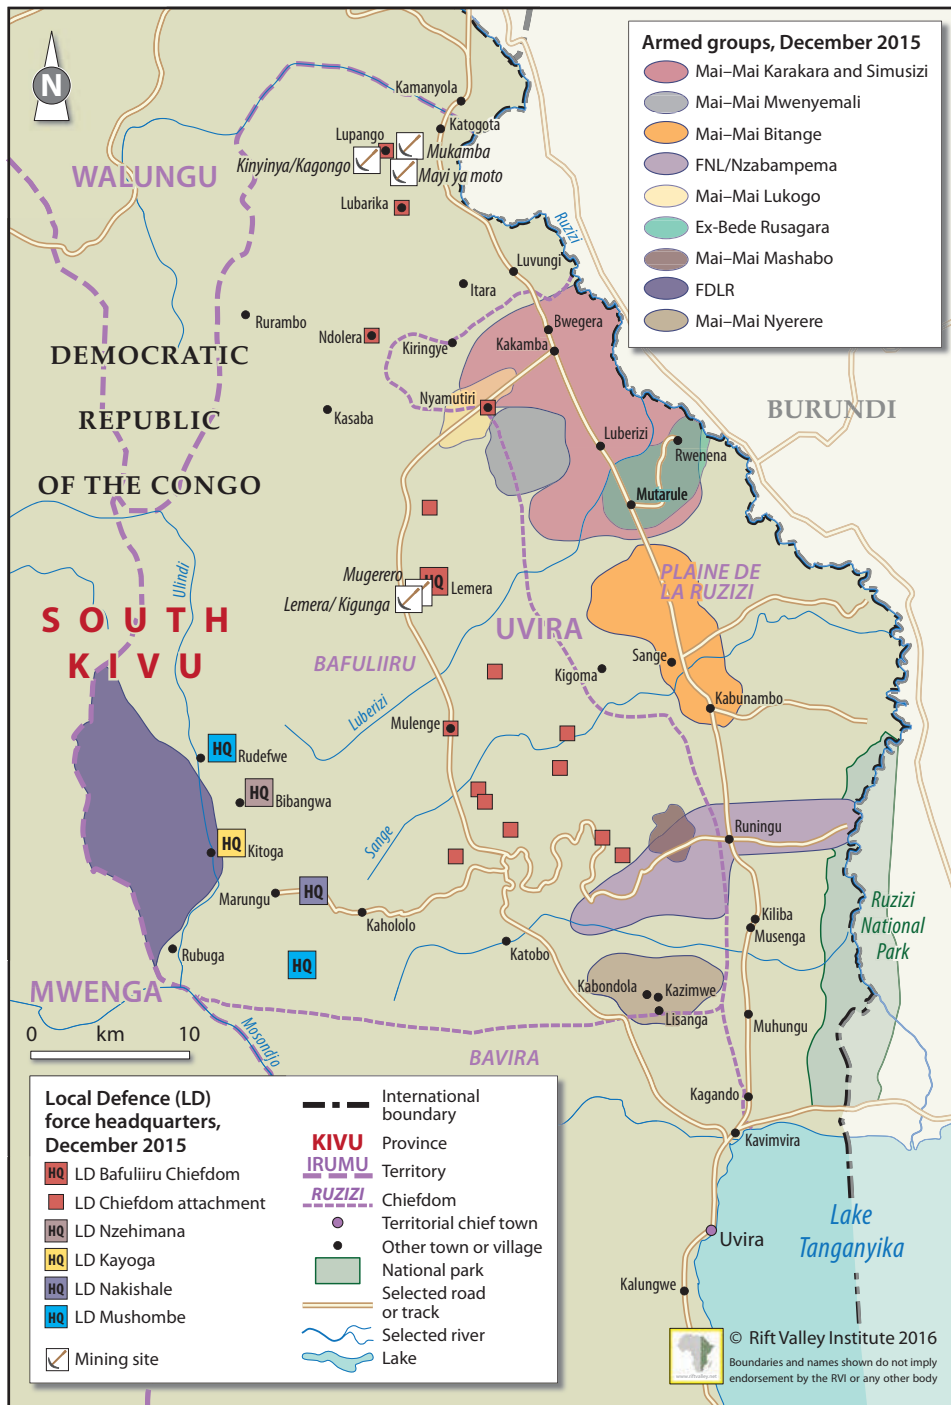 N
Armed groups, December 2015
Mai–Mai Karakara and Simusizi
Mai–Mai Mwenyemali
Mai–Mai Bitange
FNL/Nzabampema
Mai–Mai Lukogo
Ex-Bede Rusagara
Mai–Mai Mashabo
FDLR
Mai–Mai Nyerere
Kamanyola
Katogota
Lupango
Mukamba
Kinyinya/Kagongo
Mayi ya moto
WALUNGU
Lubarika
Ruzizi
Luvungi
Itara
Rurambo
Bwegera
Ndolera
Kiringye
Kakamba
DEMOCRATIC
REPUBLIC
OF THE CONGO
Nyamutiri
Kasaba
BURUNDI
Luberizi
Rwenena
Mutarule
Ulindi
Mugerero
HQ
Lemera
Lemera/ Kigunga
PLAINE DE
LA RUZIZI
SOUTH
KIVU
UVIRA
BAFULIIRU
Sange
Kigoma
Luberizi
Kabunambo
Mulenge
HQ
Rudefwe
HQ
Bibangwa
HQ
Kitoga
Sange
Runingu
Marungu
HQ
Kahololo
Kiliba
Musenga
Ruzizi
National
Park
Rubuga
HQ
Katobo
MWENGA
Kabondola
Kazimwe
Lisanga
Muhungu
0 km 10
Mosondjo
BAVIRA
Kagando
Kavimvira
Uvira
Lake
Tanganyika
Kalungwe
Local Defence (LD)
force headquarters,
December 2015
HQ LD Bafuliiru Chiefdom
LD Chiefdom attachment
HQ LD Nzehimana
HQ LD Kayoga
HQ LD Nakishale
HQ LD Mushombe
Mining site
International
boundary
KIVU Province
IRUMU Territory
RUZIZI Chiefdom
Territorial chief town
Other town or village
National park
Selected road
or track
Selected river
Lake
www.riftvalley.net
© Rift Valley Institute 2016
Boundaries and names shown do not imply
endorsement by the RVI or any other body